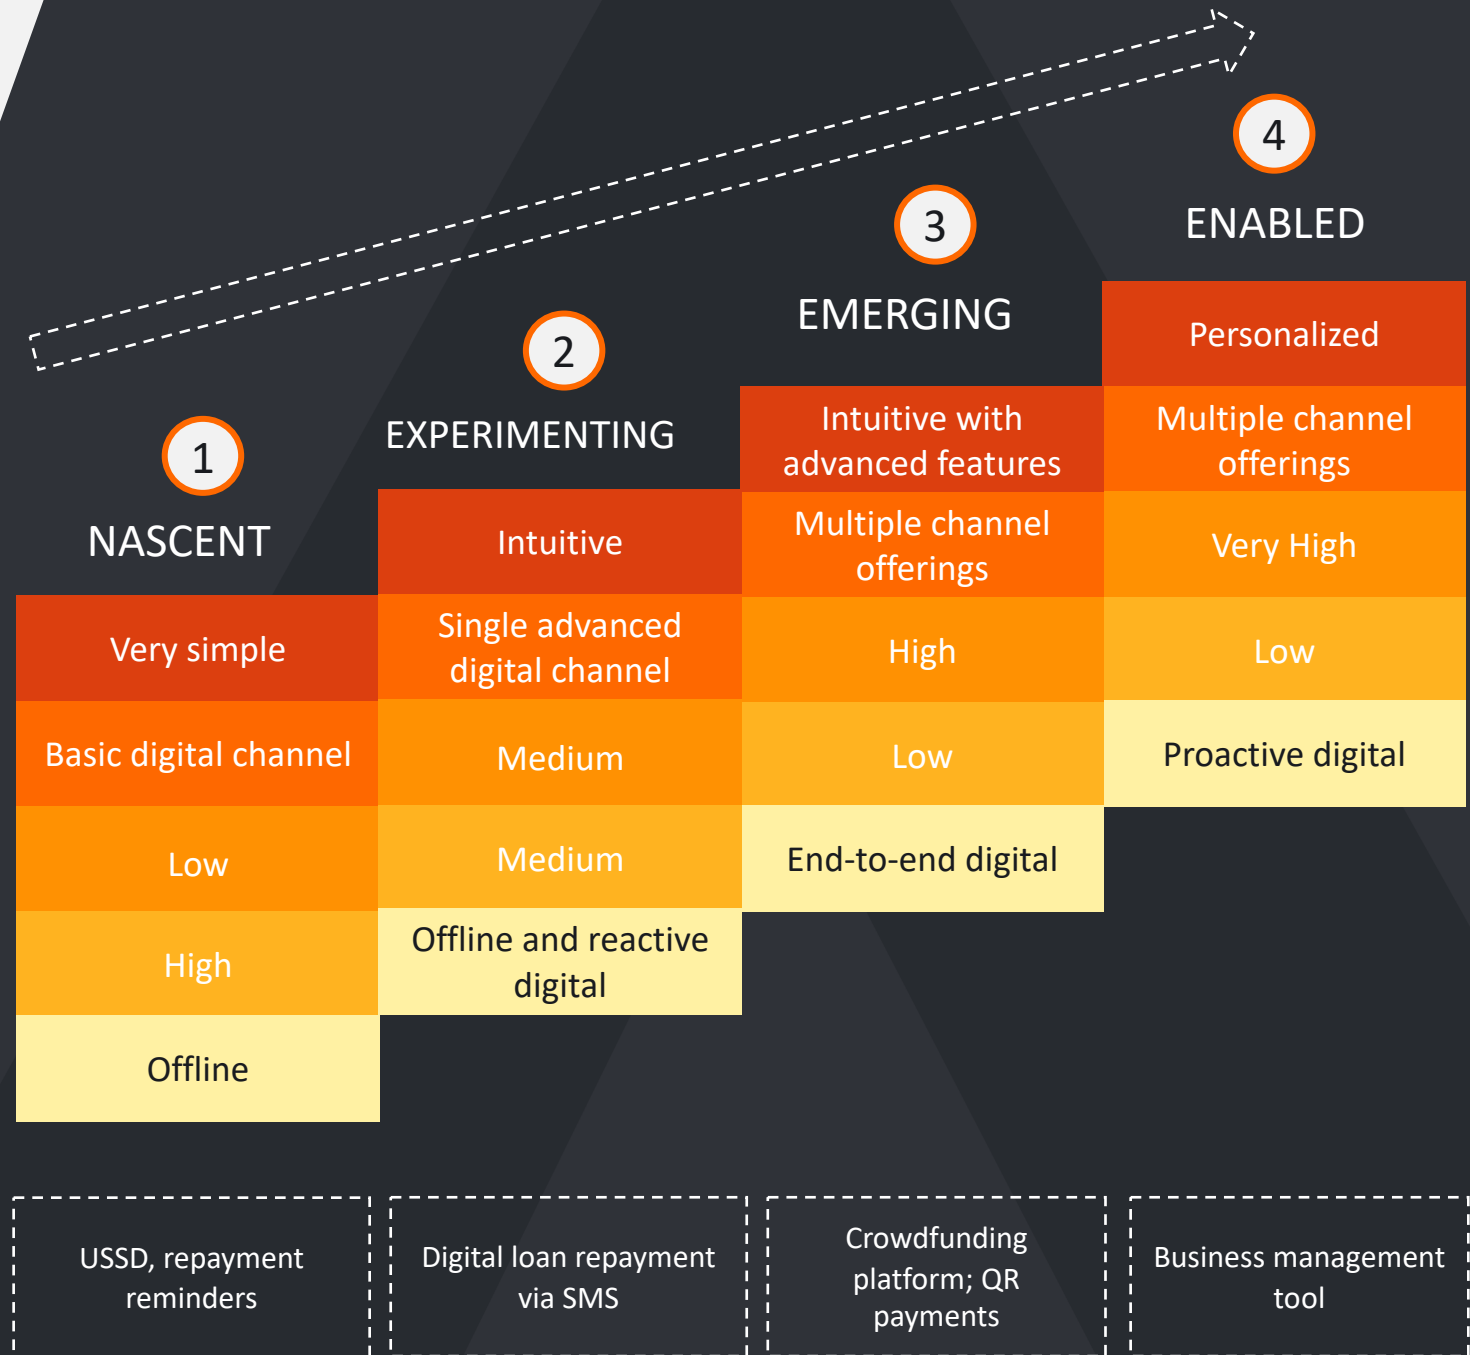 1
NASCENT
Very simple
Basic digital channel
Low
High
Offline
USSD, repayment
reminders
2
EXPERIMENTING
Intuitive
Single advanced
digital channel
Medium
Medium
Offline and reactive
digital
Digital loan repayment
via SMS
3
EMERGING
Intuitive with
advanced features
Multiple channel
offerings
High
Low
End-to-end digital
Crowdfunding
platform; QR
payments
4
ENABLED
Personalized
Multiple channel
offerings
Very High
Low
Proactive digital
Business management
tool